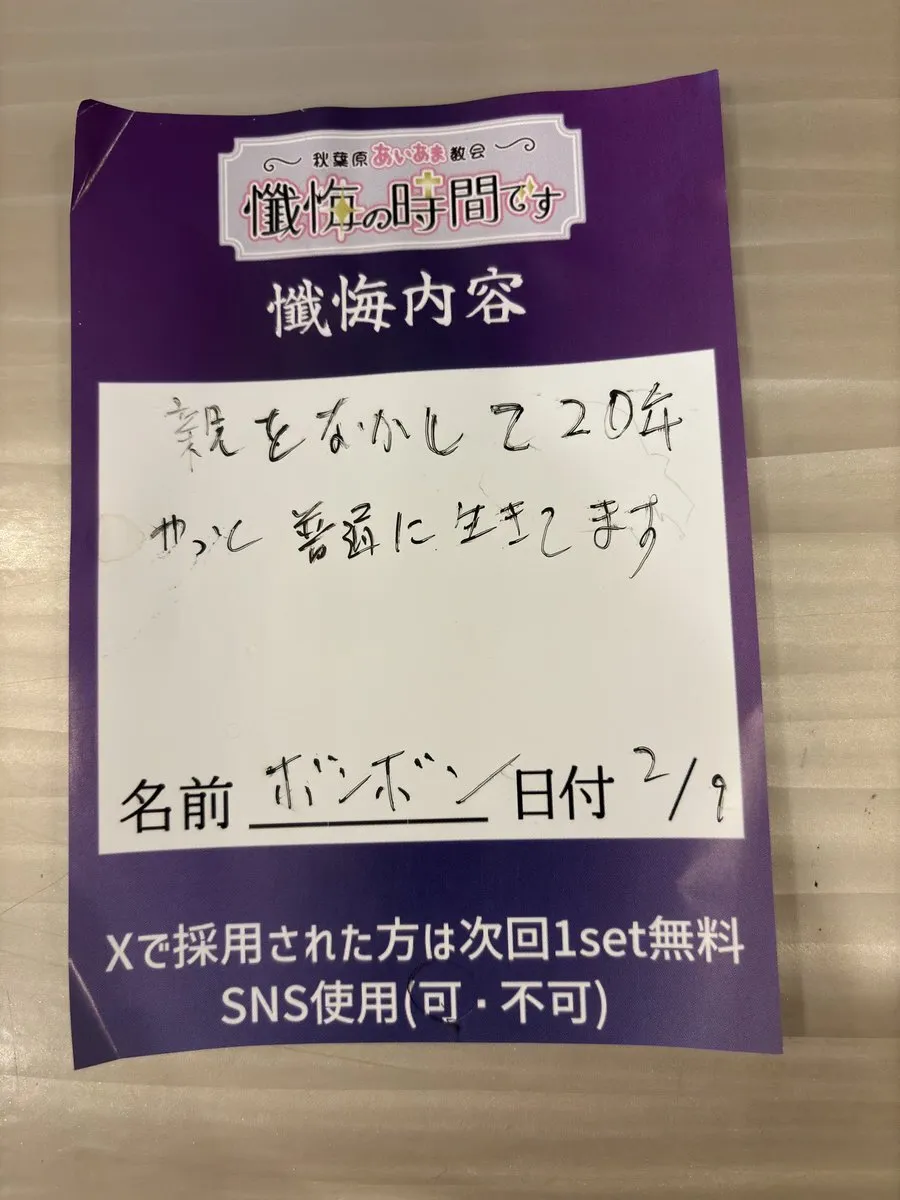 秋葉原あいあま教会
懺悔の時間です
懺悔内容
親をなかして20年
やっと普通に生きてます
名前 ボンボン 日付 2/9
Xで採用された方は次回1set無料
SNS使用(可・不可)